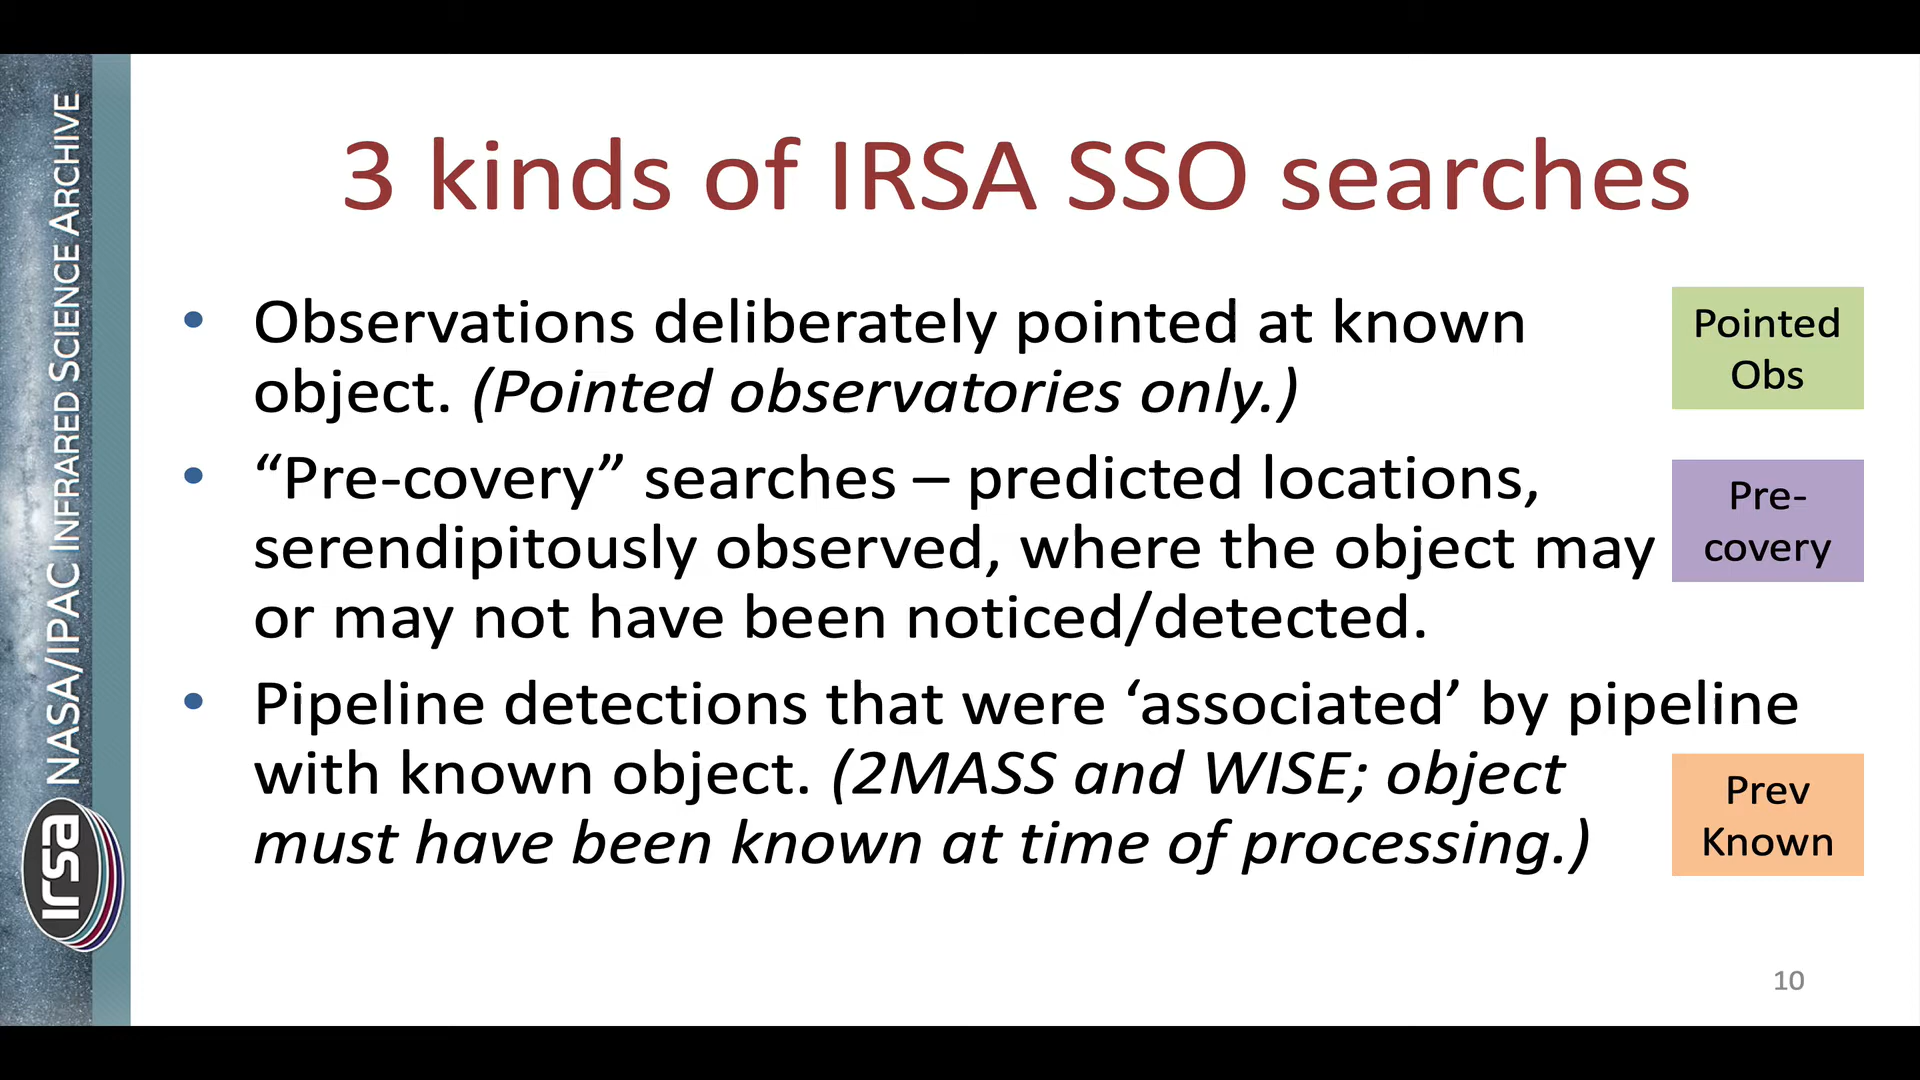 3 kinds of IRSA SSO searches
• Observations deliberately pointed at known
object. (Pointed observatories only.)
Pointed
Obs
• “Pre-covery” searches – predicted locations,
serendipitously observed, where the object may
or may not have been noticed/detected.
Pre-
covery
• Pipeline detections that were ‘associated’ by pipeline
with known object. (2MASS and WISE; object
must have been known at time of processing.)
Prev
Known
NASA/IPAC INFRARED SCIENCE ARCHIVE
irsa
10